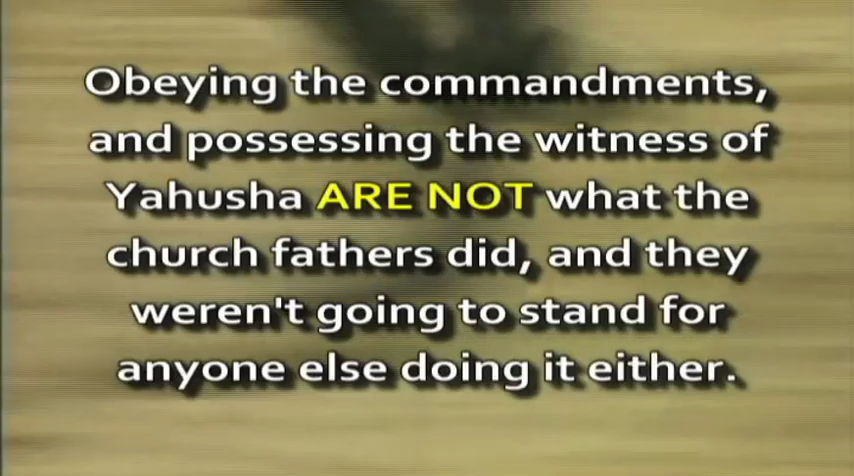 Obeying the commandments,
and possessing the witness of
Yahusha ARE NOT what the
church fathers did, and they
weren't going to stand for
anyone else doing it either.